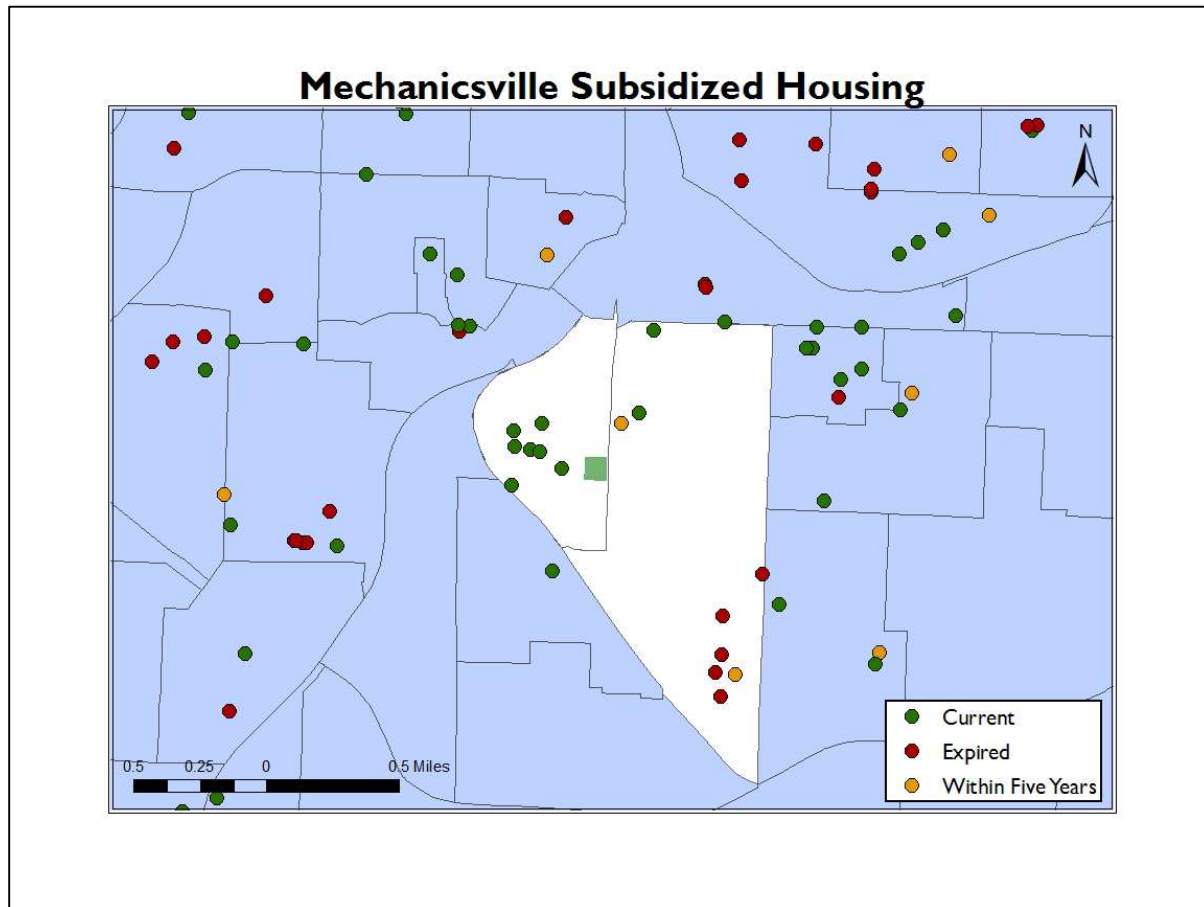 Mechanicsville Subsidized Housing
N
Current
Expired
Within Five Years
0.5 0.25 0 0.5 Miles